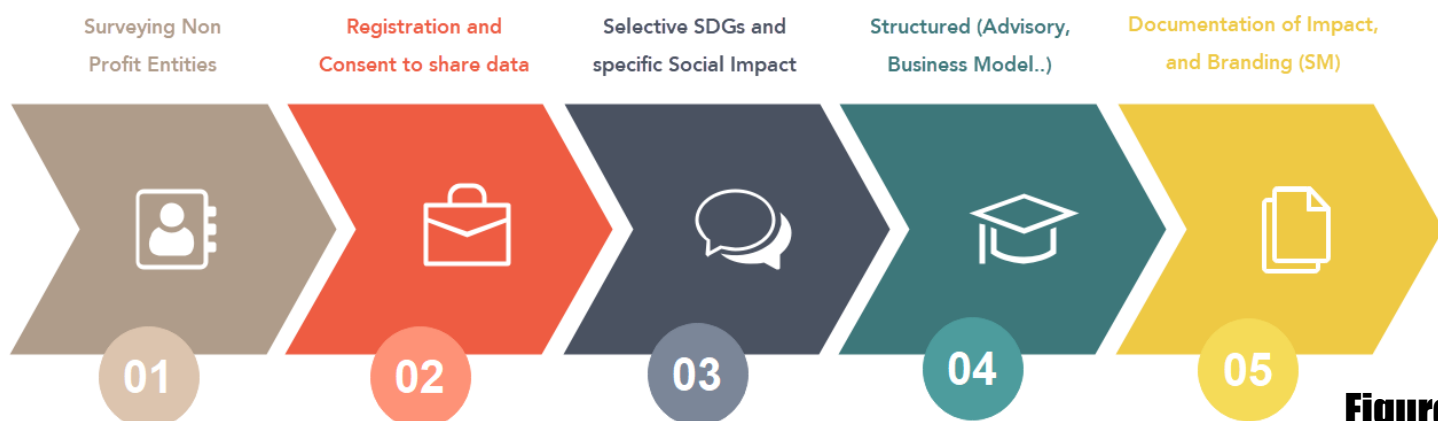 Surveying Non
Profit Entities
Registration and
Consent to share data
Selective SDGs and
specific Social Impact
Structured (Advisory,
Business Model..)
Documentation of Impact,
and Branding (SM)
01
02
03
04
05
Figure